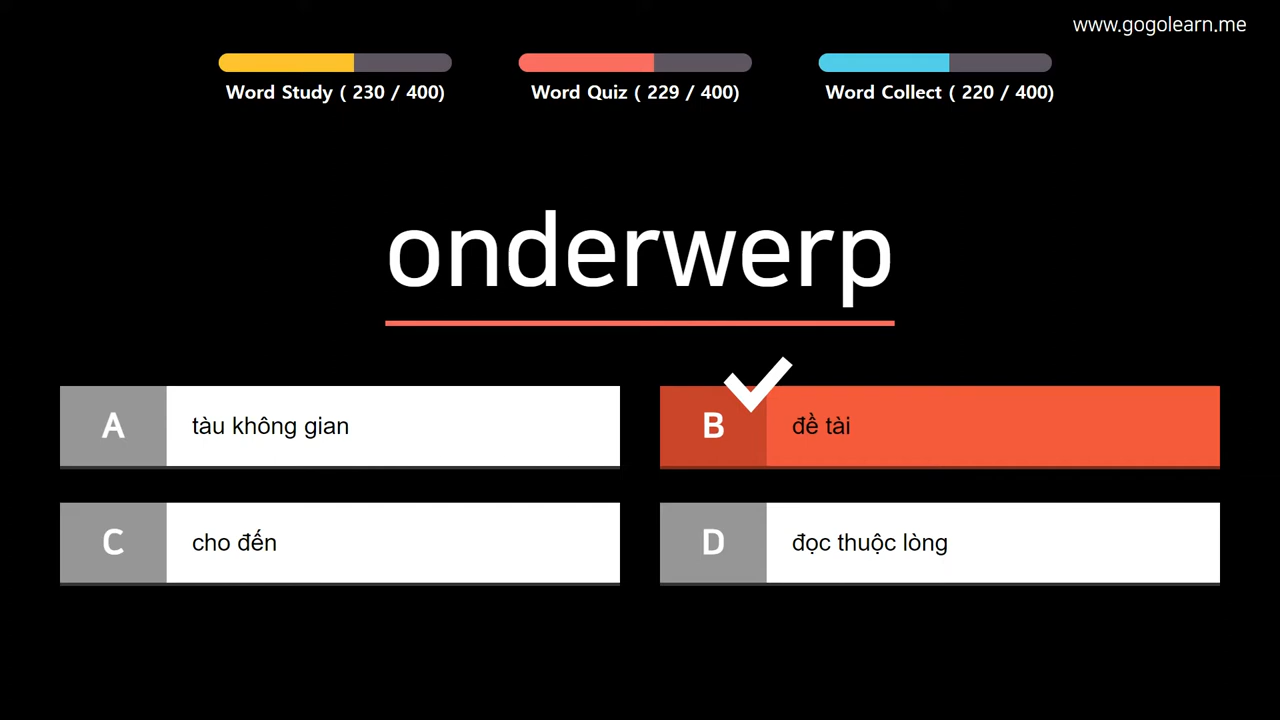 www.gogolearn.me
Word Study ( 230 / 400)
Word Quiz ( 229 / 400)
Word Collect ( 220 / 400)
onderwerp
A tàu không gian
B đề tài
C cho đến
D đọc thuộc lòng